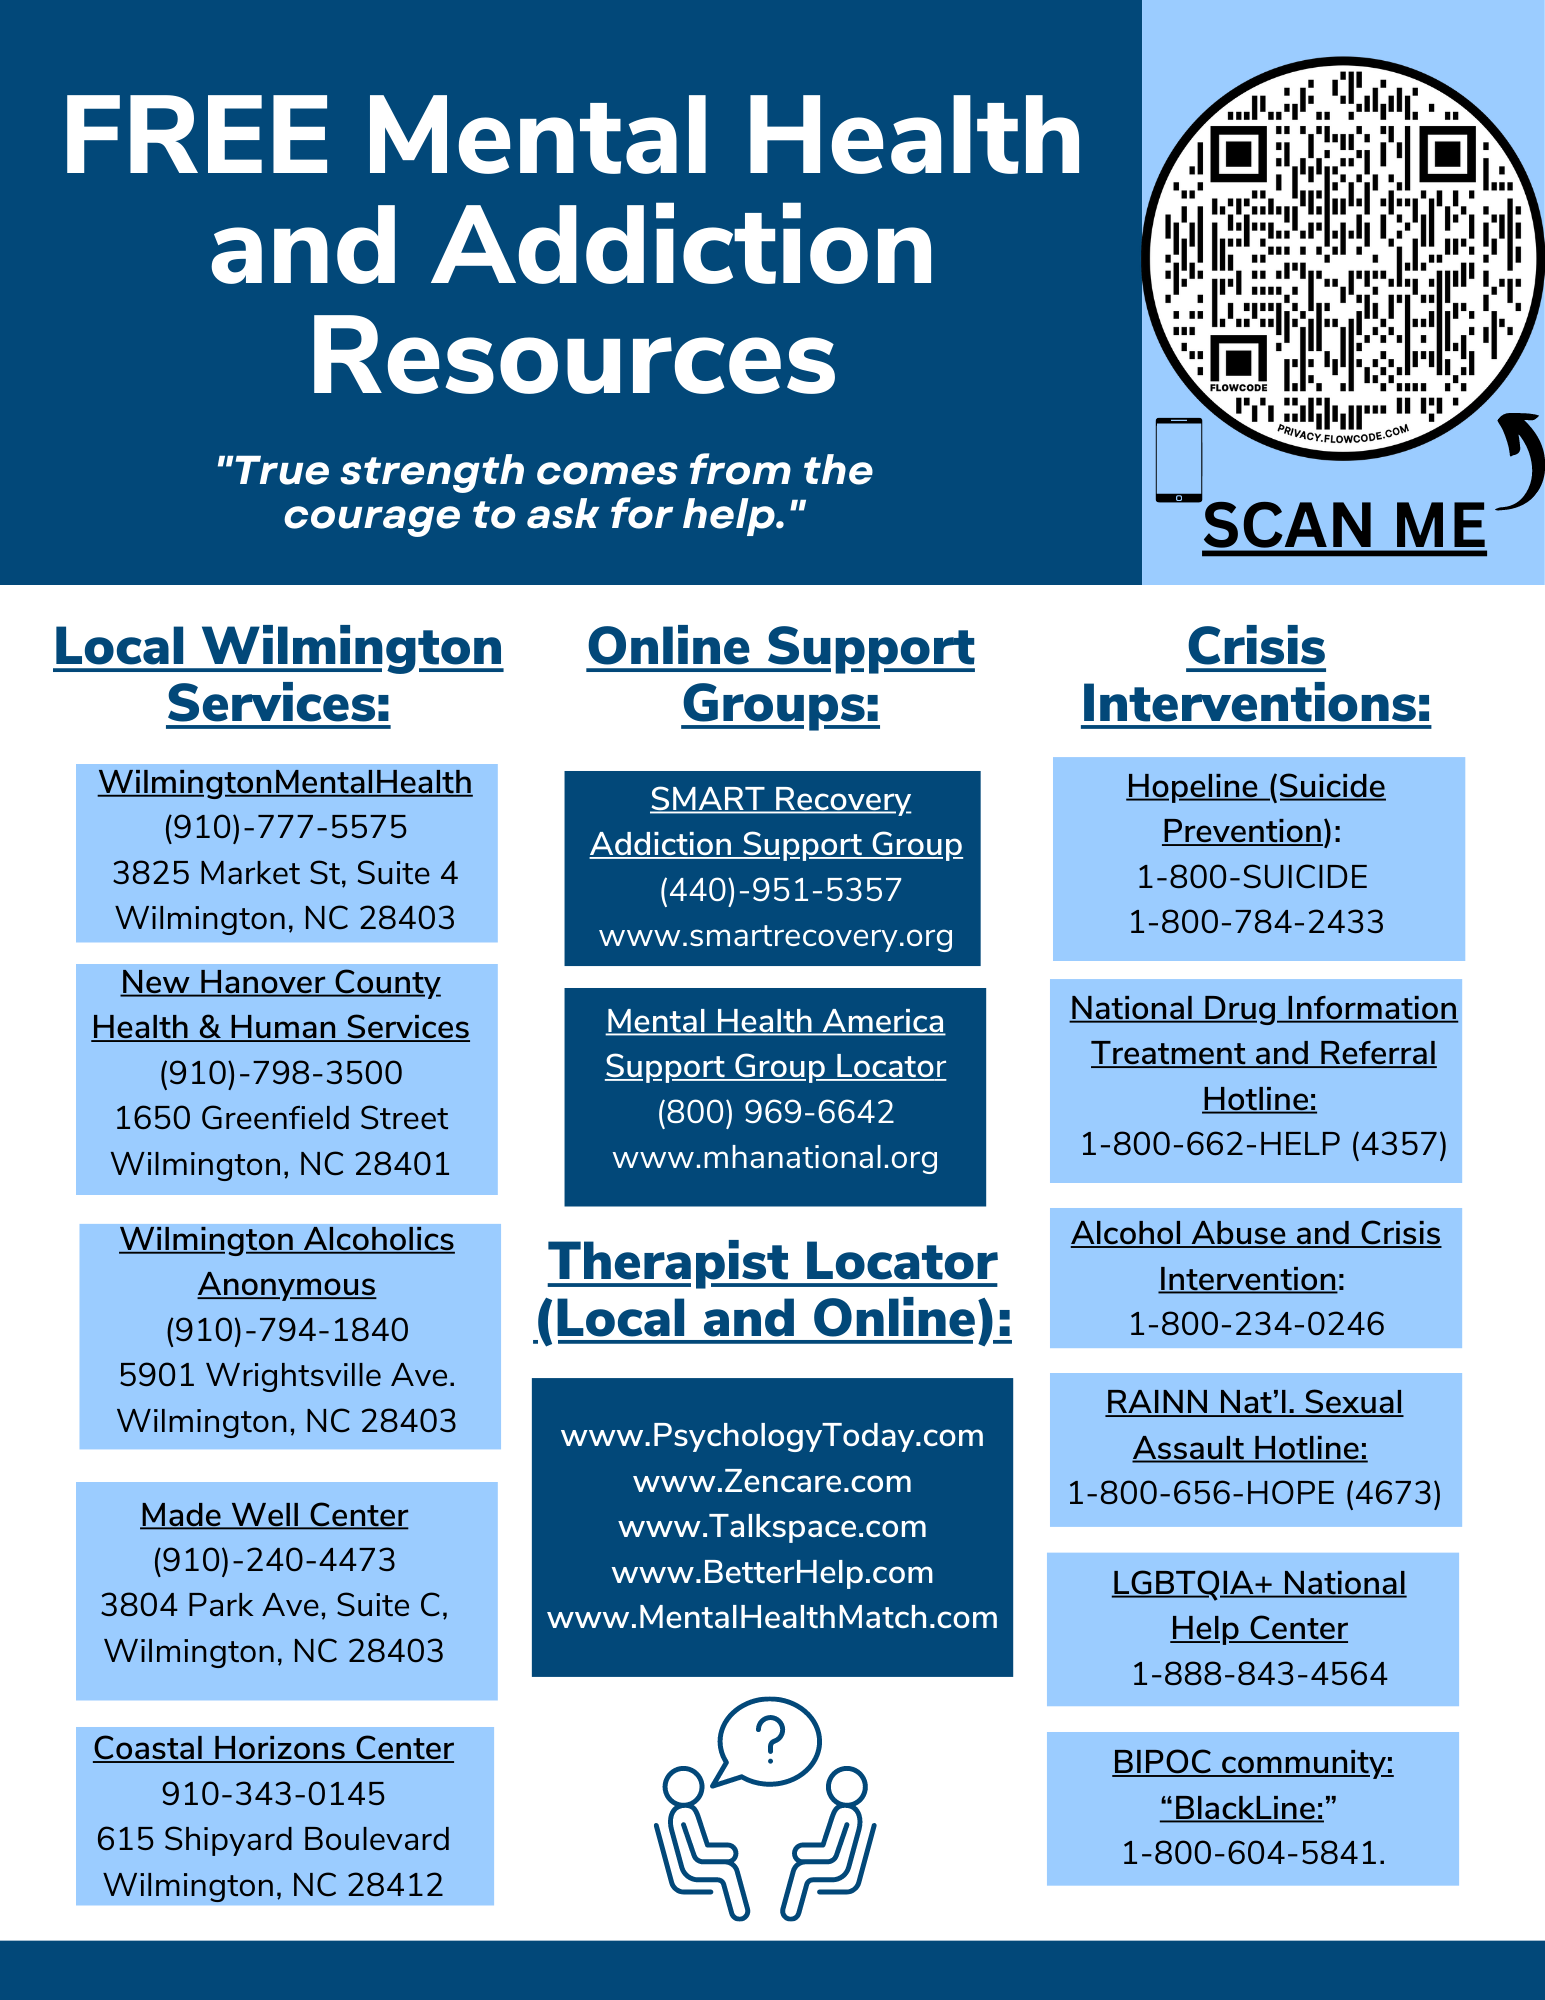 FREE Mental Health
and Addiction
Resources
"True strength comes from the
courage to ask for help."
FLOWCODE
PRIVACY.FLOWCODE.COM
SCAN ME
Local Wilmington
Services:
WilmingtonMentalHealth
(910)-777-5575
3825 Market St, Suite 4
Wilmington, NC 28403
New Hanover County
Health & Human Services
(910)-798-3500
1650 Greenfield Street
Wilmington, NC 28401
Wilmington Alcoholics
Anonymous
(910)-794-1840
5901 Wrightsville Ave.
Wilmington, NC 28403
Made Well Center
(910)-240-4473
3804 Park Ave, Suite C,
Wilmington, NC 28403
Coastal Horizons Center
910-343-0145
615 Shipyard Boulevard
Wilmington, NC 28412
Online Support
Groups:
SMART Recovery
Addiction Support Group
(440)-951-5357
www.smartrecovery.org
Mental Health America
Support Group Locator
(800) 969-6642
www.mhanational.org
Therapist Locator
(Local and Online):
www.PsychologyToday.com
www.Zencare.com
www.Talkspace.com
www.BetterHelp.com
www.MentalHealthMatch.com
?
Crisis
Interventions:
Hopeline (Suicide
Prevention):
1-800-SUICIDE
1-800-784-2433
National Drug Information
Treatment and Referral
Hotline:
1-800-662-HELP (4357)
Alcohol Abuse and Crisis
Intervention:
1-800-234-0246
RAINN Nat’l. Sexual
Assault Hotline:
1-800-656-HOPE (4673)
LGBTQIA+ National
Help Center
1-888-843-4564
BIPOC community:
“BlackLine:”
1-800-604-5841.